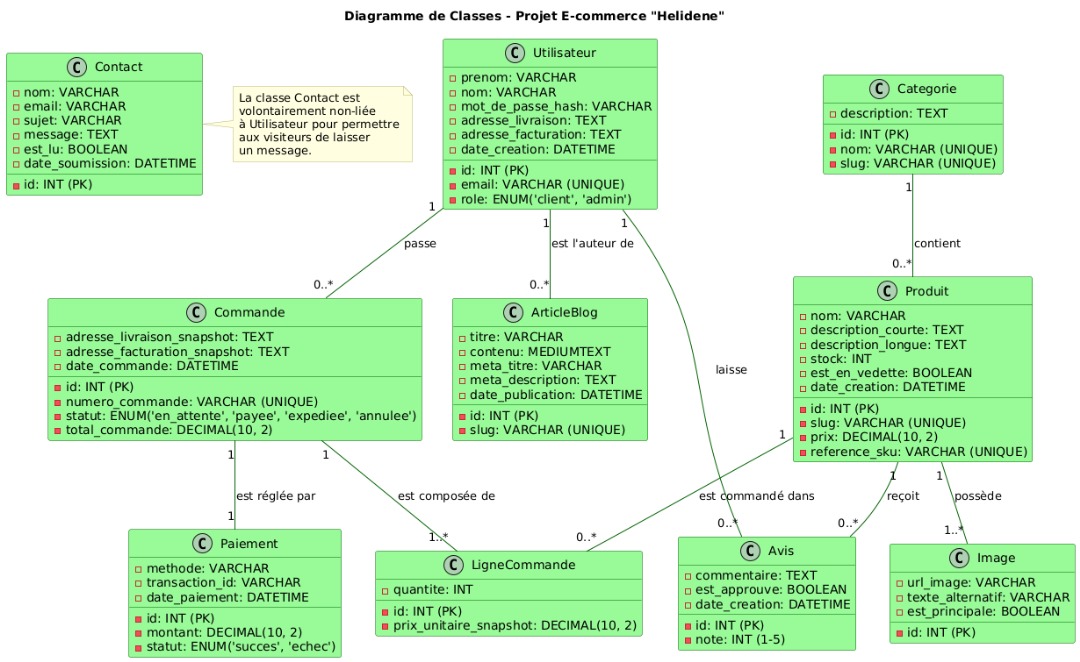 Diagramme de Classes - Projet E-commerce "Helidene"
C Contact
nom: VARCHAR
email: VARCHAR
sujet: VARCHAR
message: TEXT
est_lu: BOOLEAN
date_soumission: DATETIME
id: INT (PK)
La classe Contact est
volontairement non-liée
à Utilisateur pour permettre
aux visiteurs de laisser
un message.
C Utilisateur
prenom: VARCHAR
nom: VARCHAR
mot_de_passe_hash: VARCHAR
adresse_livraison: TEXT
adresse_facturation: TEXT
date_creation: DATETIME
id: INT (PK)
email: VARCHAR (UNIQUE)
role: ENUM('client', 'admin')
C Categorie
description: TEXT
id: INT (PK)
nom: VARCHAR (UNIQUE)
slug: VARCHAR (UNIQUE)
1
passe
0..*
1
est l'auteur de
0..*
1
laisse
0..*
1
contient
0..*
C Commande
adresse_livraison_snapshot: TEXT
adresse_facturation_snapshot: TEXT
date_commande: DATETIME
id: INT (PK)
numero_commande: VARCHAR (UNIQUE)
statut: ENUM('en_attente', 'payee', 'expediee', 'annulee')
total_commande: DECIMAL(10, 2)
C ArticleBlog
titre: VARCHAR
contenu: MEDIUMTEXT
meta_titre: VARCHAR
meta_description: TEXT
date_publication: DATETIME
id: INT (PK)
slug: VARCHAR (UNIQUE)
C Produit
nom: VARCHAR
description_courte: TEXT
description_longue: TEXT
stock: INT
est_en_vedette: BOOLEAN
date_creation: DATETIME
id: INT (PK)
slug: VARCHAR (UNIQUE)
prix: DECIMAL(10, 2)
reference_sku: VARCHAR (UNIQUE)
1
est réglée par
1
1
est composée de
1..*
1
est commandé dans
0..*
1
reçoit
0..*
1
possède
1..*
C Paiement
methode: VARCHAR
transaction_id: VARCHAR
date_paiement: DATETIME
id: INT (PK)
montant: DECIMAL(10, 2)
statut: ENUM('succes', 'echec')
C LigneCommande
quantite: INT
id: INT (PK)
prix_unitaire_snapshot: DECIMAL(10, 2)
C Avis
commentaire: TEXT
est_approuve: BOOLEAN
date_creation: DATETIME
id: INT (PK)
note: INT (1-5)
C Image
url_image: VARCHAR
texte_alternatif: VARCHAR
est_principale: BOOLEAN
id: INT (PK)